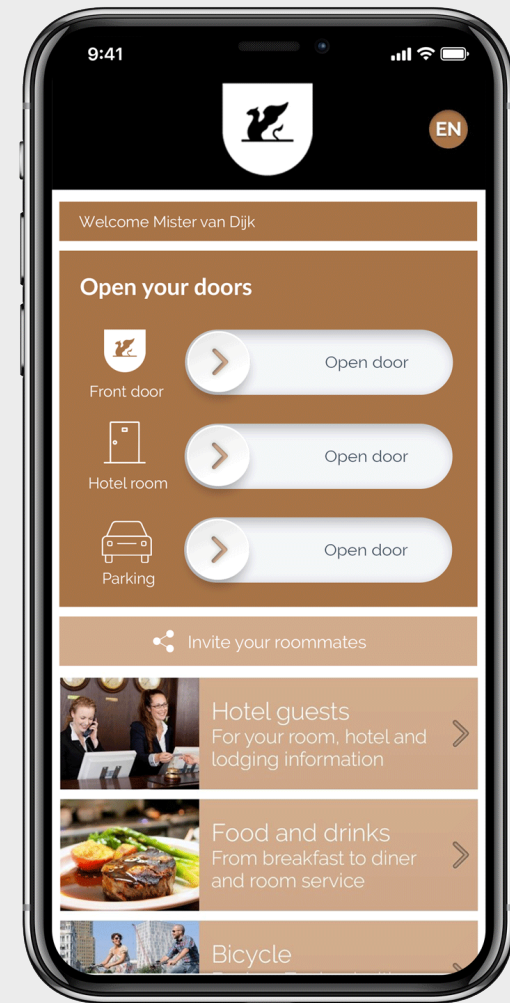 9:41
EN
Welcome Mister van Dijk
Open your doors
Open door
Front door
Open door
Hotel room
Open door
Parking
Invite your roommates
Hotel guests
For your room, hotel and
lodging information
Food and drinks
From breakfast to diner
and room service
Bicycle